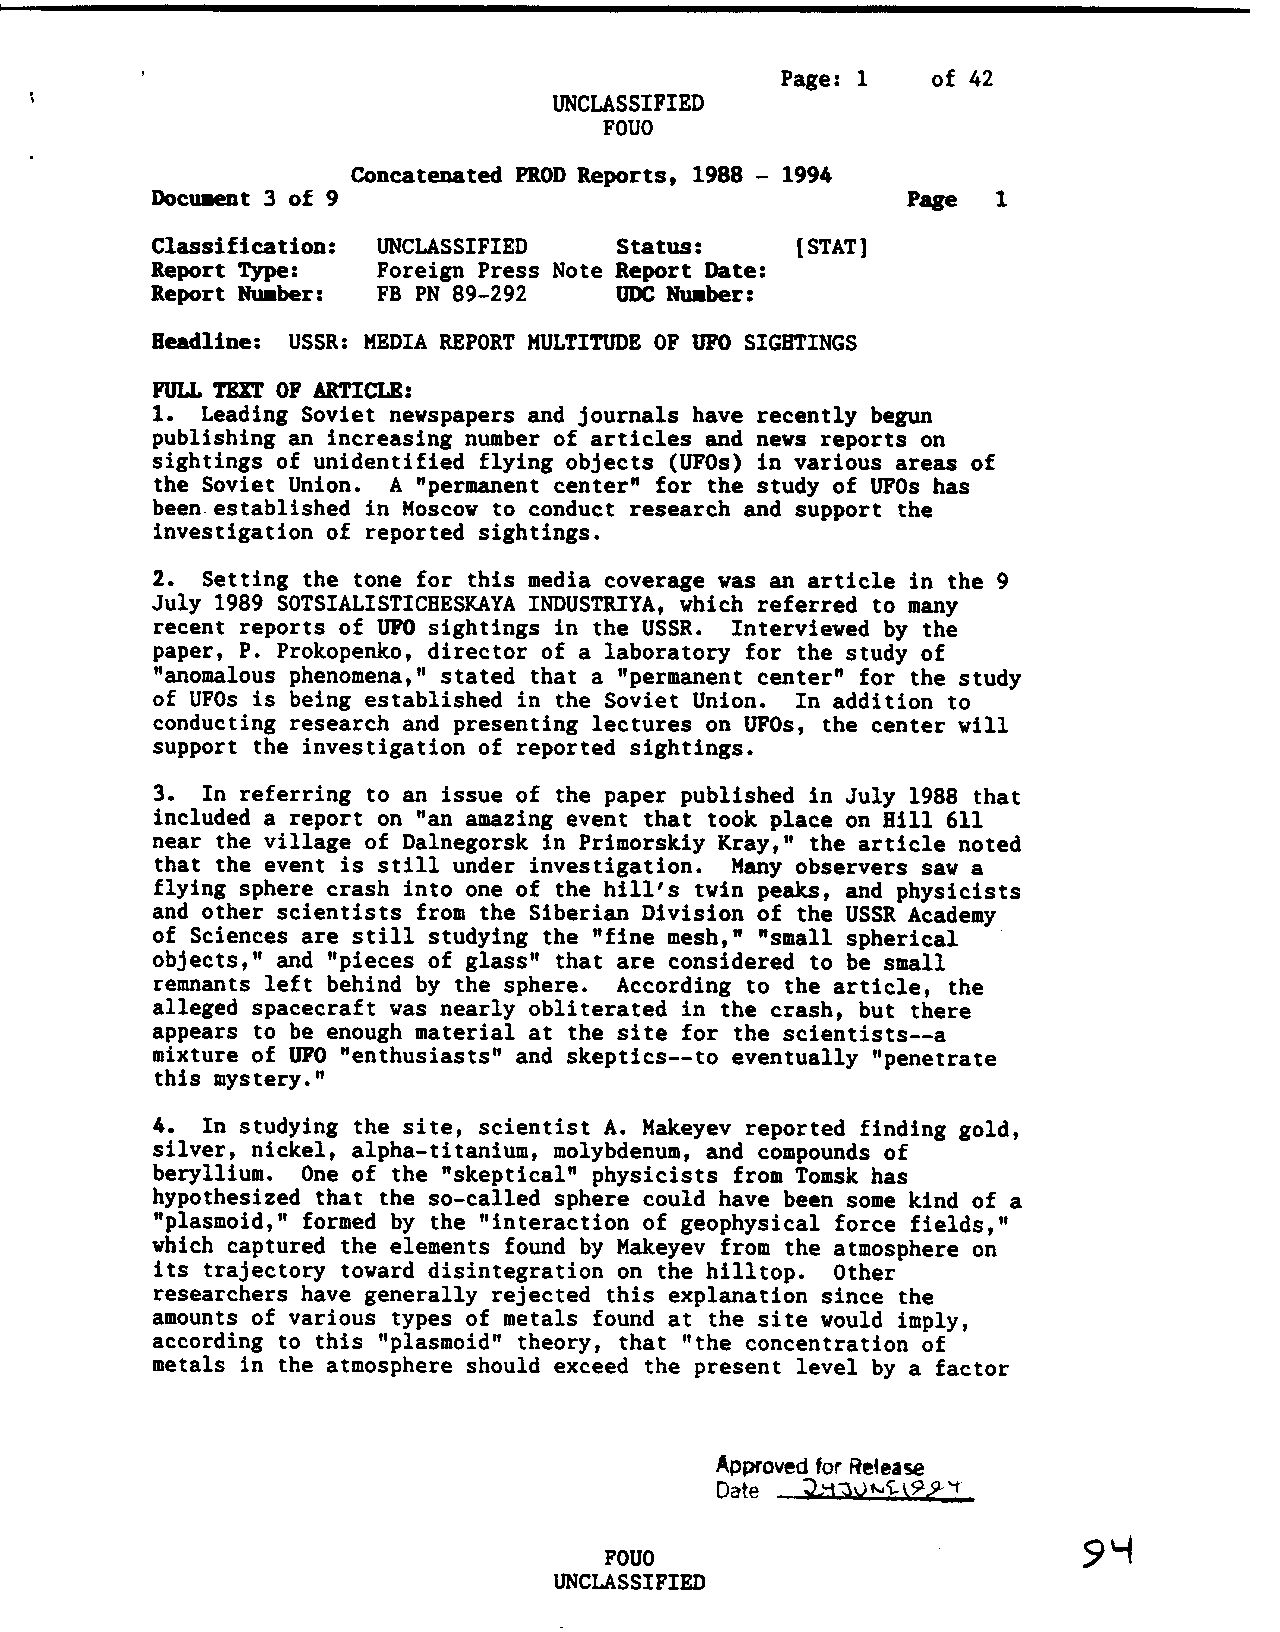 Page: 1 of 42
UNCLASSIFIED
FOUO
Concatenated PROD Reports, 1988 - 1994
Document 3 of 9 Page 1
Classification: UNCLASSIFIED Status: [STAT]
Report Type: Foreign Press Note Report Date:
Report Number: FB PN 89-292 UDC Number:
Headline: USSR: MEDIA REPORT MULTITUDE OF UFO SIGHTINGS
FULL TEXT OF ARTICLE:
1. Leading Soviet newspapers and journals have recently begun
publishing an increasing number of articles and news reports on
sightings of unidentified flying objects (UFOs) in various areas of
the Soviet Union. A "permanent center" for the study of UFOs has
been established in Moscow to conduct research and support the
investigation of reported sightings.
2. Setting the tone for this media coverage was an article in the 9
July 1989 SOTSIALISTICHESKAYA INDUSTRIYA, which referred to many
recent reports of UFO sightings in the USSR. Interviewed by the
paper, P. Prokopenko, director of a laboratory for the study of
"anomalous phenomena," stated that a "permanent center" for the study
of UFOs is being established in the Soviet Union. In addition to
conducting research and presenting lectures on UFOs, the center will
support the investigation of reported sightings.
3. In referring to an issue of the paper published in July 1988 that
included a report on "an amazing event that took place on Hill 611
near the village of Dalnegorsk in Primorskiy Kray," the article noted
that the event is still under investigation. Many observers saw a
flying sphere crash into one of the hill's twin peaks, and physicists
and other scientists from the Siberian Division of the USSR Academy
of Sciences are still studying the "fine mesh," "small spherical
objects," and "pieces of glass" that are considered to be small
remnants left behind by the sphere. According to the article, the
alleged spacecraft was nearly obliterated in the crash, but there
appears to be enough material at the site for the scientists--a
mixture of UFO "enthusiasts" and skeptics--to eventually "penetrate
this mystery."
4. In studying the site, scientist A. Makeyev reported finding gold,
silver, nickel, alpha-titanium, molybdenum, and compounds of
beryllium. One of the "skeptical" physicists from Tomsk has
hypothesized that the so-called sphere could have been some kind of a
"plasmoid," formed by the "interaction of geophysical force fields,"
which captured the elements found by Makeyev from the atmosphere on
its trajectory toward disintegration on the hilltop. Other
researchers have generally rejected this explanation since the
amounts of various types of metals found at the site would imply,
according to this "plasmoid" theory, that "the concentration of
metals in the atmosphere should exceed the present level by a factor
Approved for Release
Date 24JUNE1994
FOUO 94
UNCLASSIFIED